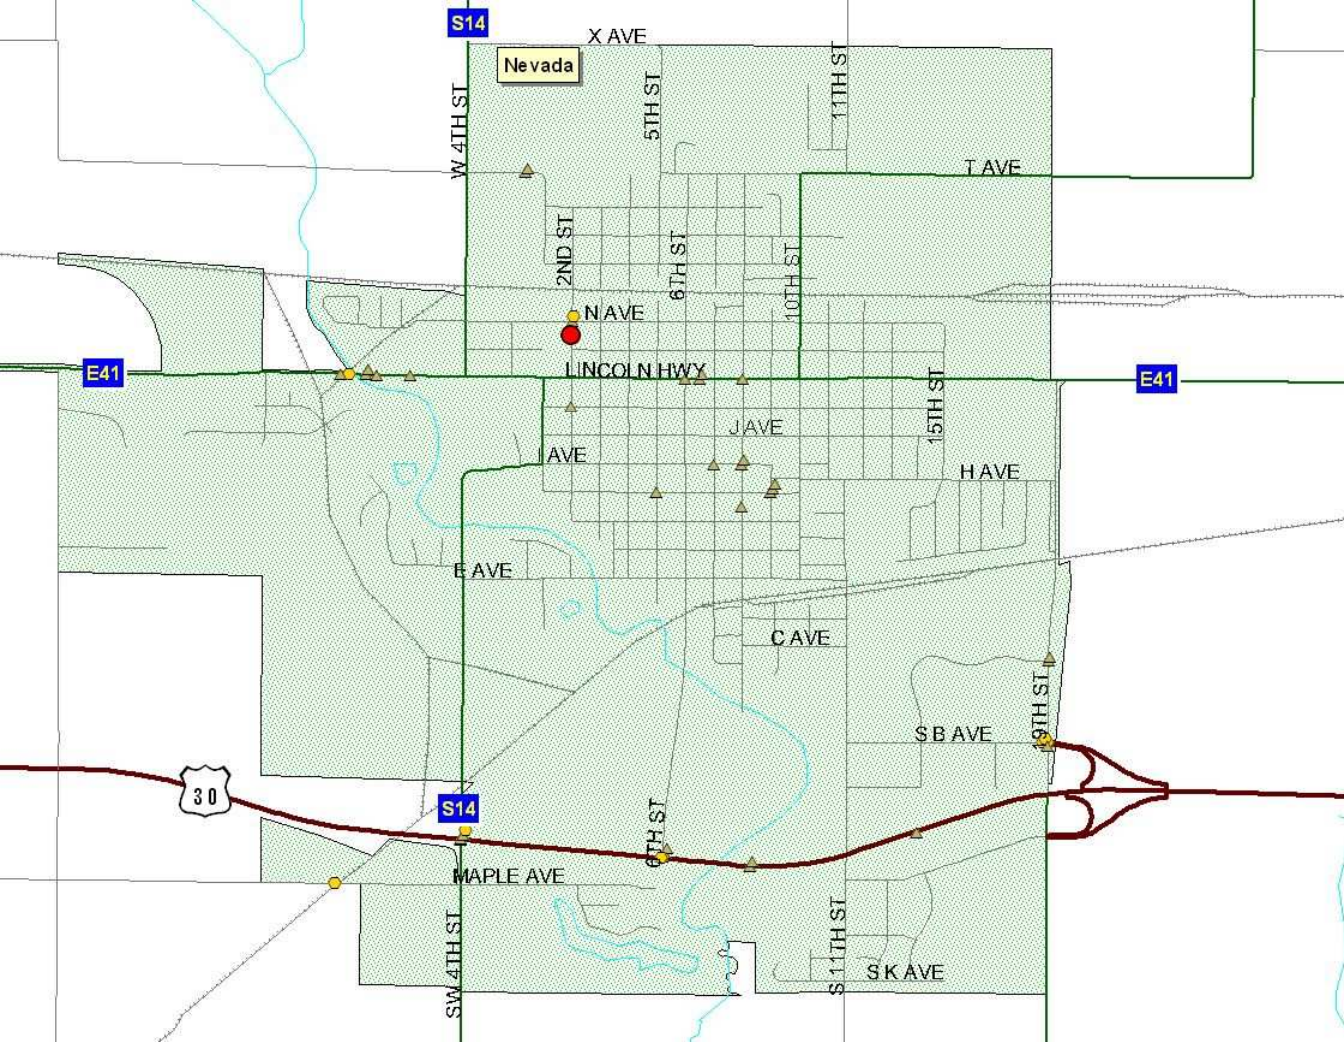 S14
X AVE
Nevada
5TH ST
11TH ST
W 4TH ST
T AVE
2ND ST
6TH ST
10TH ST
N AVE
LINCOLN HWY
E41
E41
15TH ST
J AVE
AVE
H AVE
E AVE
C AVE
19TH ST
S B AVE
30
S14
6TH ST
MAPLE AVE
SW 4TH ST
S 11TH ST
S K AVE